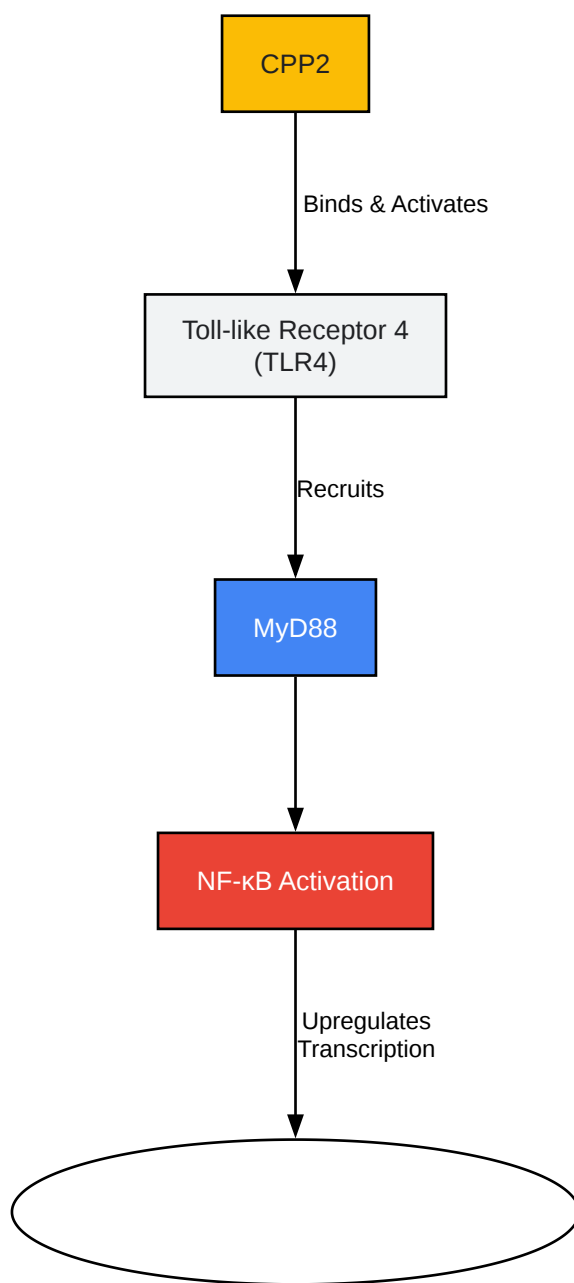 CPP2
Binds & Activates
Toll-like Receptor 4
(TLR4)
Recruits
MyD88
NF-κB Activation
Upregulates
Transcription